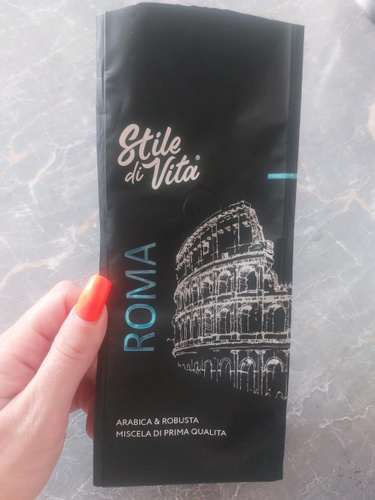 Stile
di Vita®
ROMA
ARABICA & ROBUSTA
MISCELA DI PRIMA QUALITA